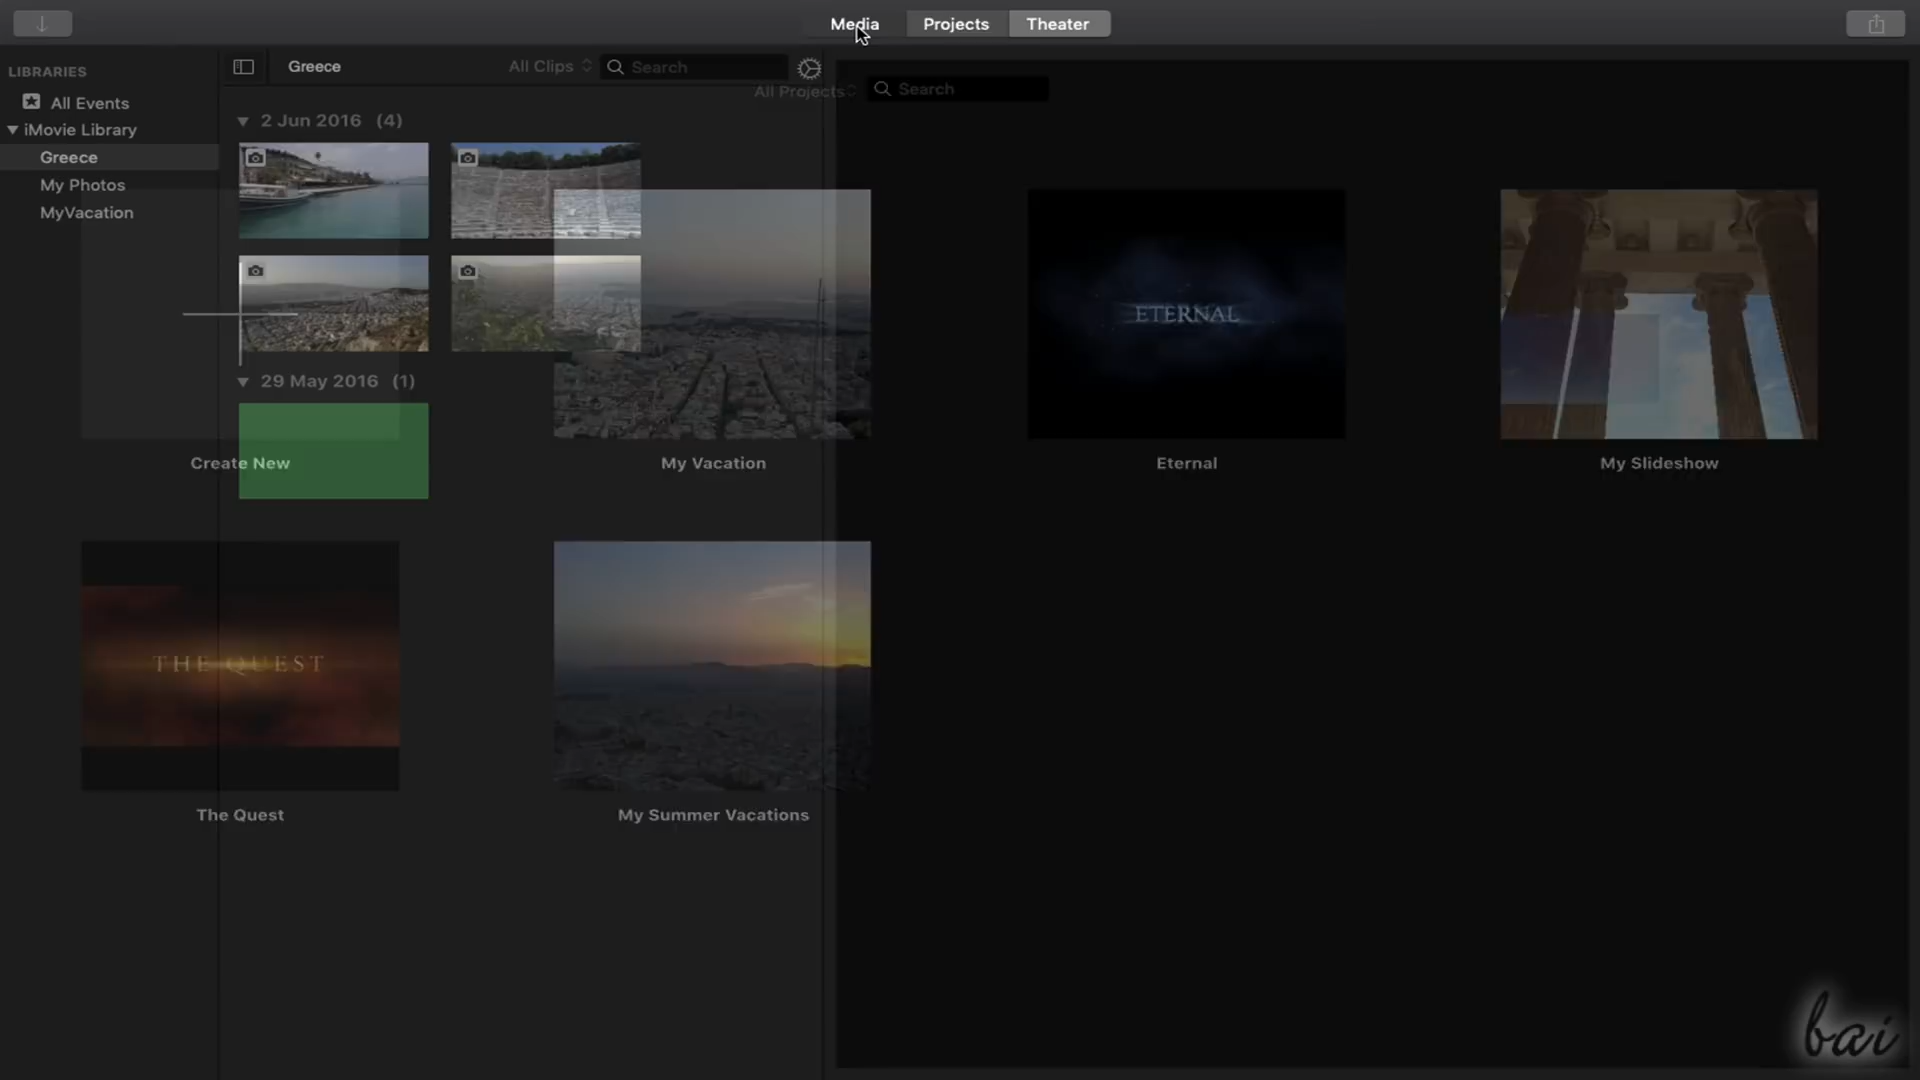 Media
Projects
Theater
LIBRARIES
All Events
iMovie Library
Greece
My Photos
MyVacation
Greece
All Clips
Search
All Projects
Search
2 Jun 2016 (4)
29 May 2016 (1)
ETERNAL
Create New
My Vacation
Eternal
My Slideshow
THE QUEST
The Quest
My Summer Vacations
bai